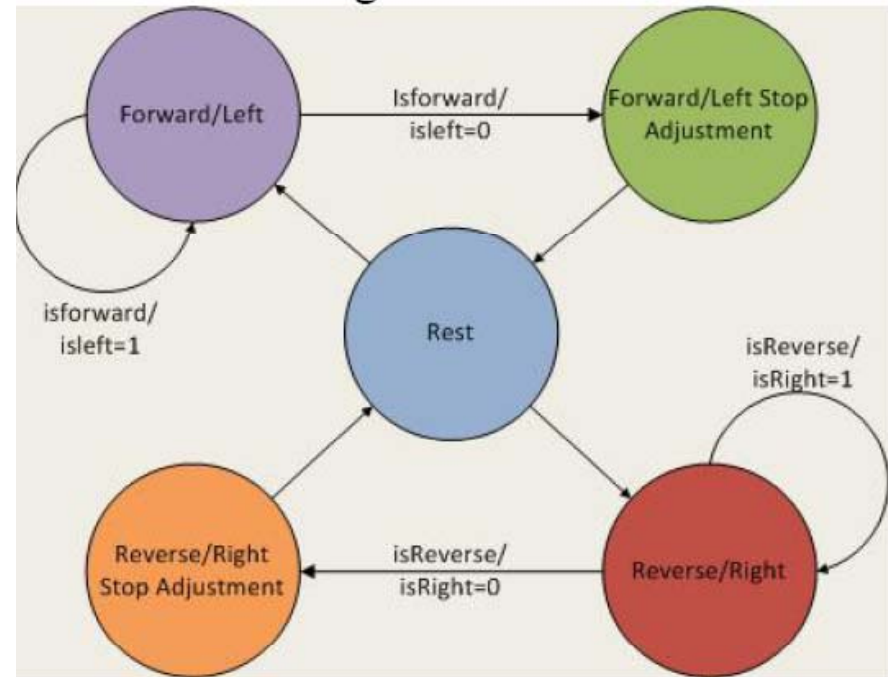 Forward/Left
Isforward/
isleft=0
Forward/Left Stop
Adjustment
isforward/
isleft=1
Rest
isReverse/
isRight=1
Reverse/Right
Stop Adjustment
isReverse/
isRight=0
Reverse/Right